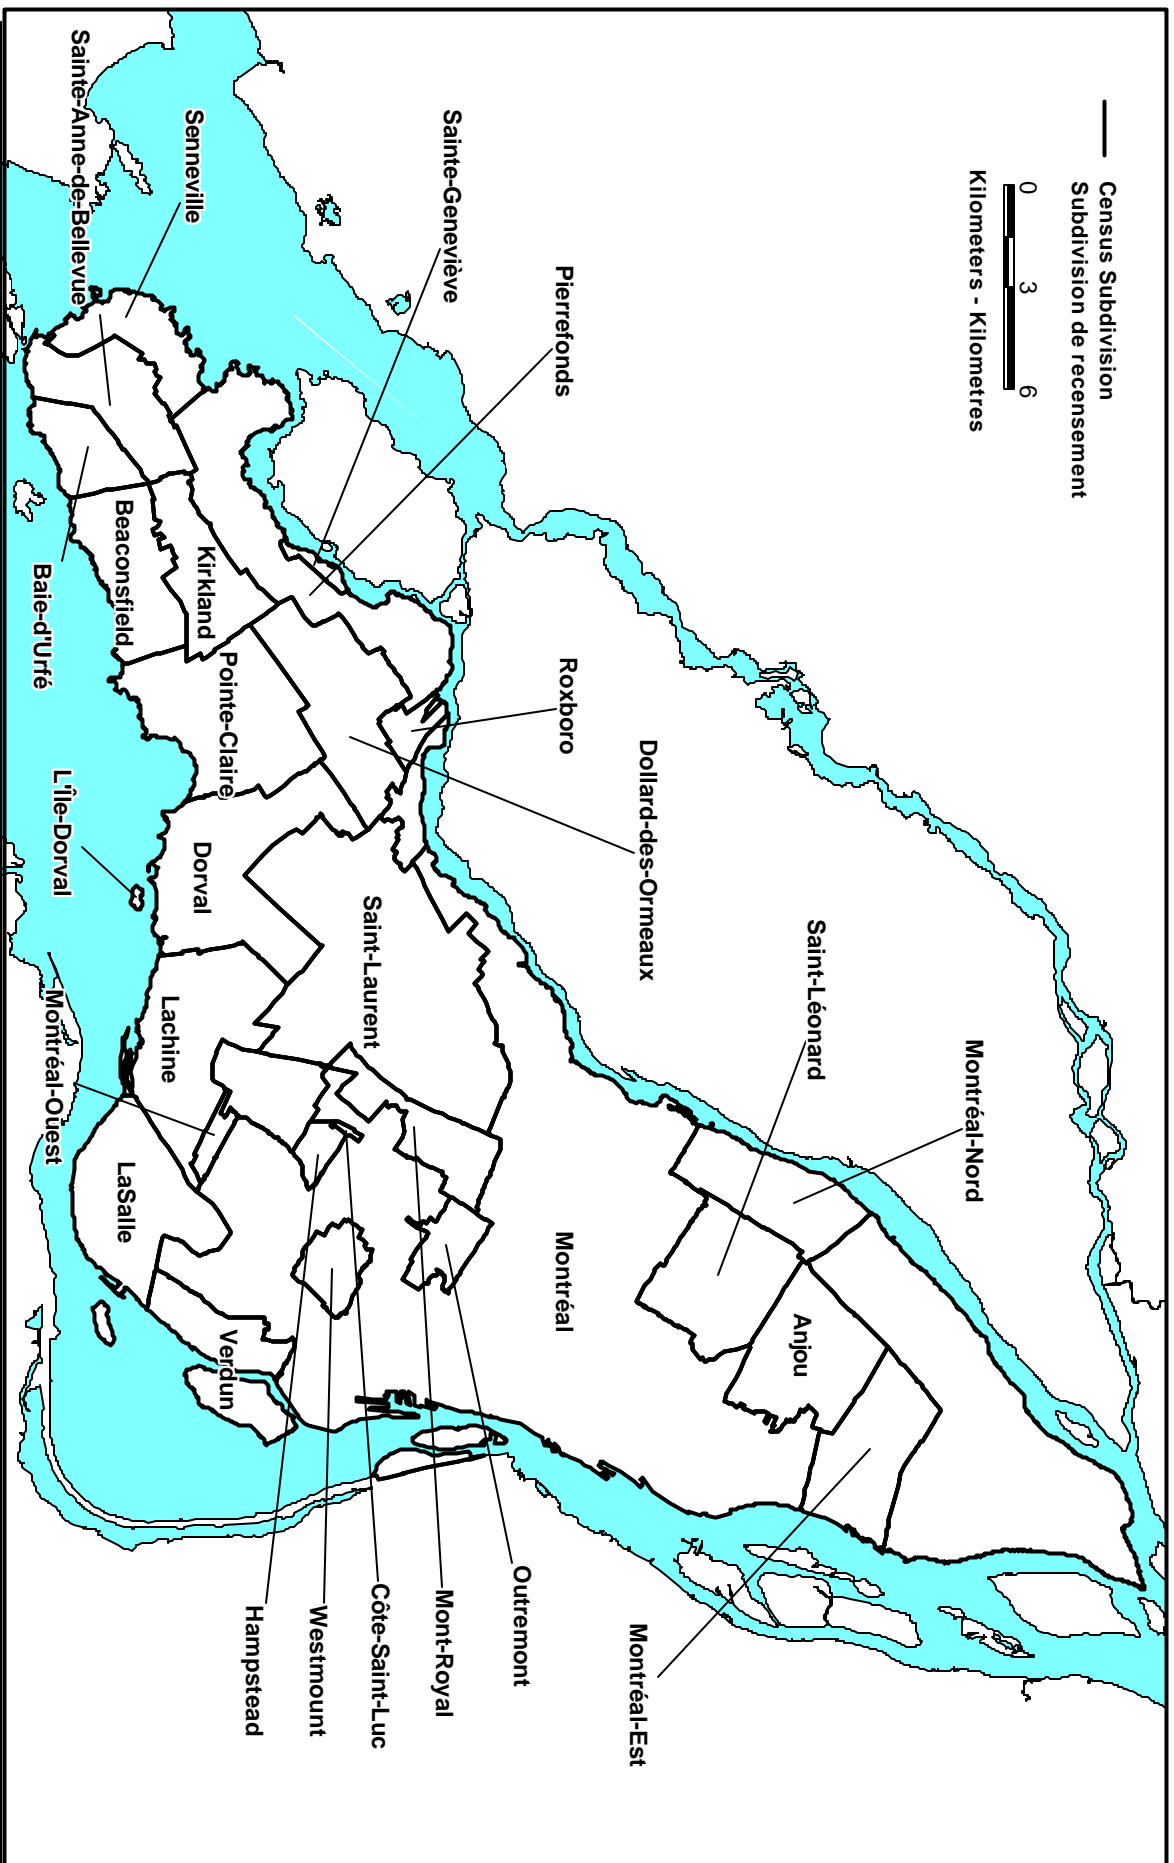 Census Subdivision
Subdivision de recensement
0 3 6
Kilometers - Kilometres
Montréal-Nord
Saint-Léonard
Anjou
Dollard-des-Ormeaux
Montréal-Est
Roxboro
Pierrefonds
Montréal
Outremont
Sainte-Geneviève
Mont-Royal
Saint-Laurent
Côte-Saint-Luc
Westmount
Hampstead
Pointe-Claire
Verdun
Kirkland
Dorval
Senneville
Lachine
Beaconsfield
LaSalle
Sainte-Anne-de-Bellevue
L'Île-Dorval
Montréal-Ouest
Baie-d'Urfé